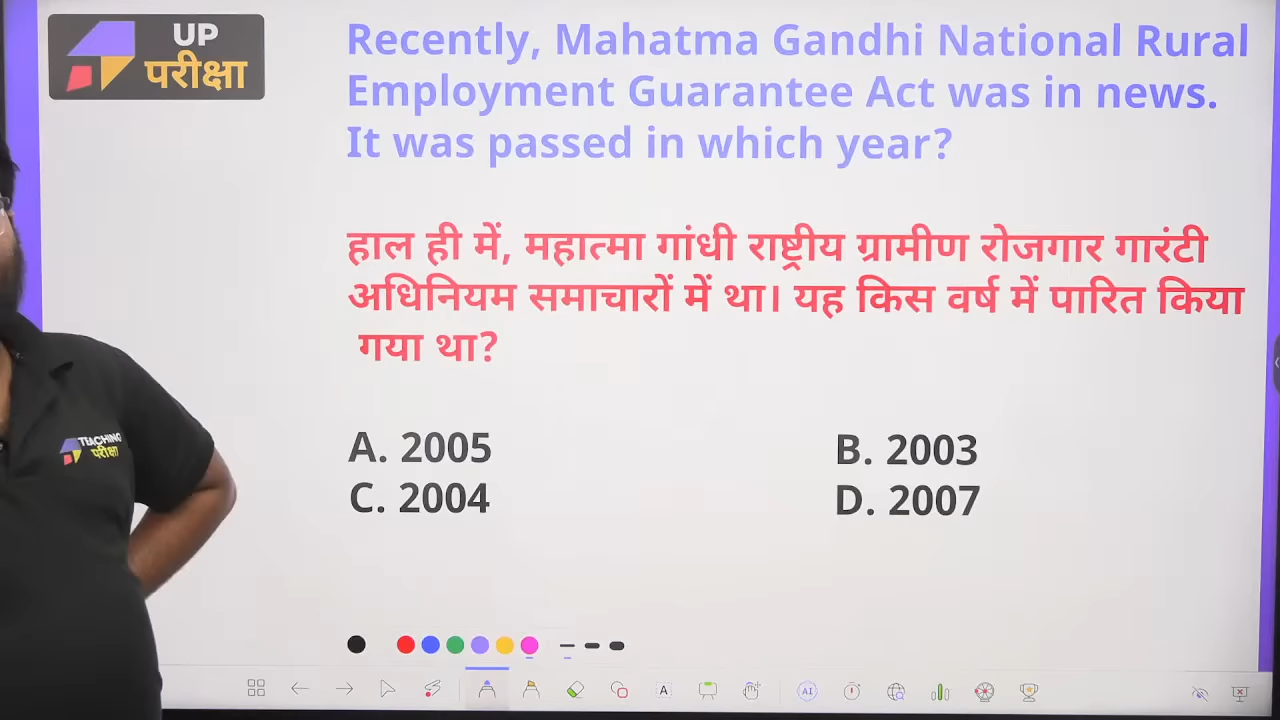 UP
परीक्षा
Recently, Mahatma Gandhi National Rural
Employment Guarantee Act was in news.
It was passed in which year?
हाल ही में, महात्मा गांधी राष्ट्रीय ग्रामीण रोजगार गारंटी
अधिनियम समाचारों में था। यह किस वर्ष में पारित किया
गया था?
A. 2005
B. 2003
C. 2004
D. 2007
TEACHING
परीक्षा
A
AI